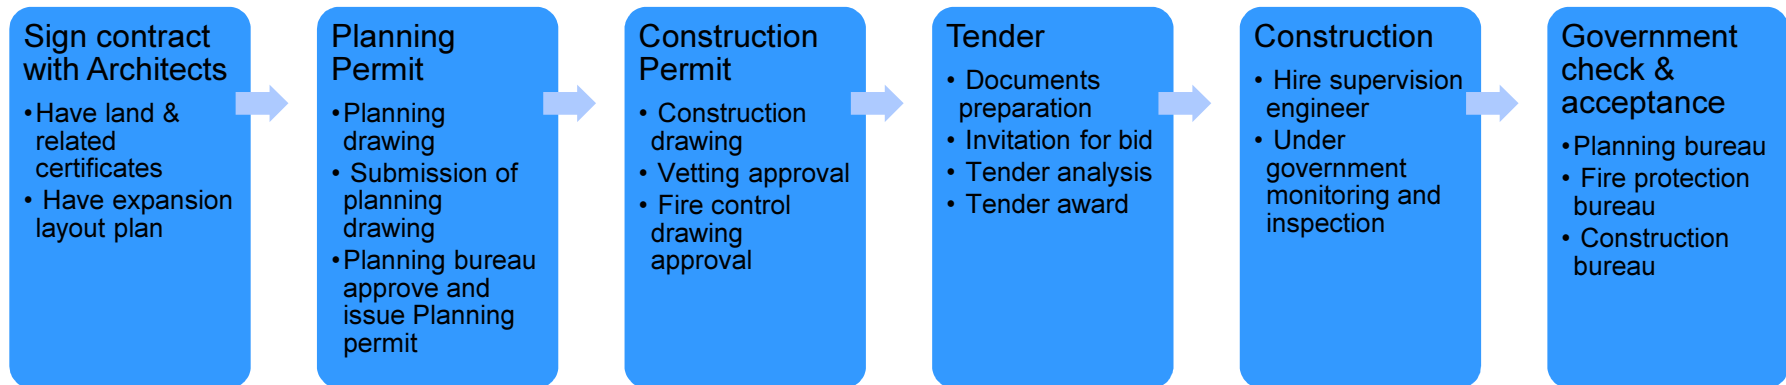 Sign contract
with Architects
•Have land &
related
certificates
• Have expansion
layout plan
Planning
Permit
•Planning
drawing
• Submission of
planning
drawing
•Planning bureau
approve and
issue Planning
permit
Construction
Permit
• Construction
drawing
• Vetting approval
• Fire control
drawing
approval
Tender
• Documents
preparation
• Invitation for bid
• Tender analysis
• Tender award
Construction
• Hire supervision
engineer
• Under
government
monitoring and
inspection
Government
check &
acceptance
•Planning bureau
• Fire protection
bureau
• Construction
bureau